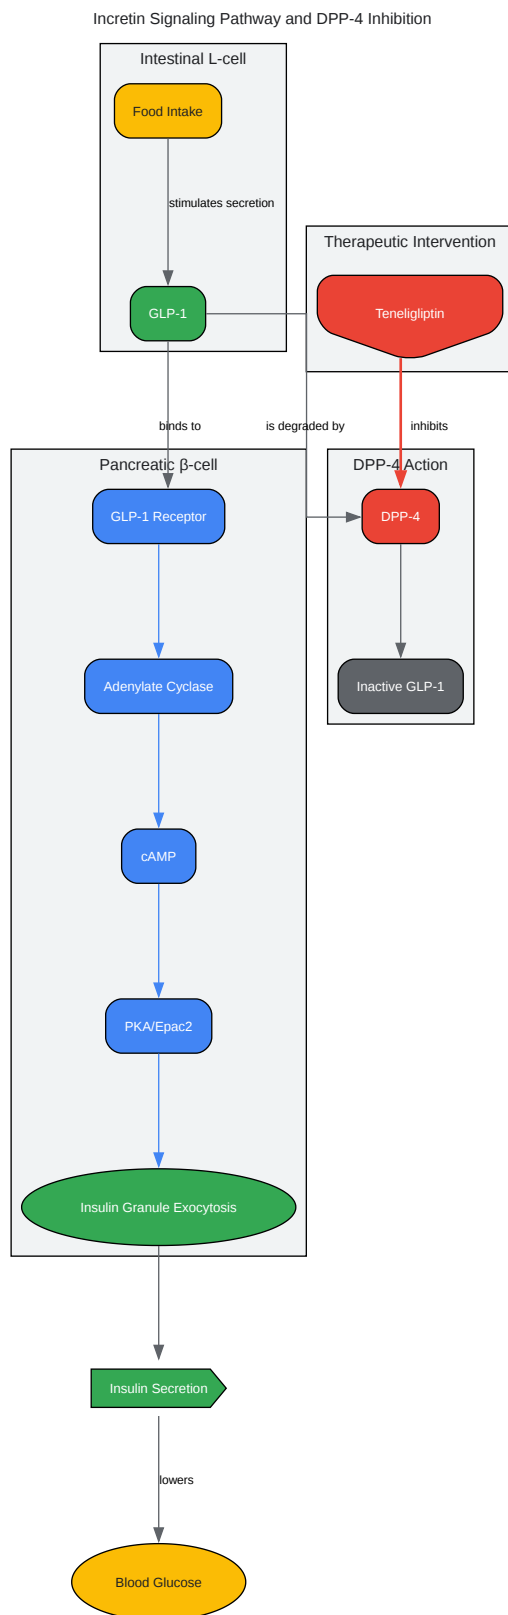 Incretin Signaling Pathway and DPP-4 Inhibition
Intestinal L-cell
Food Intake
stimulates secretion
GLP-1
Therapeutic Intervention
Teneligliptin
binds to
is degraded by
inhibits
Pancreatic β-cell
DPP-4 Action
GLP-1 Receptor
DPP-4
Adenylate Cyclase
Inactive GLP-1
cAMP
PKA/Epac2
Insulin Granule Exocytosis
Insulin Secretion
lowers
Blood Glucose